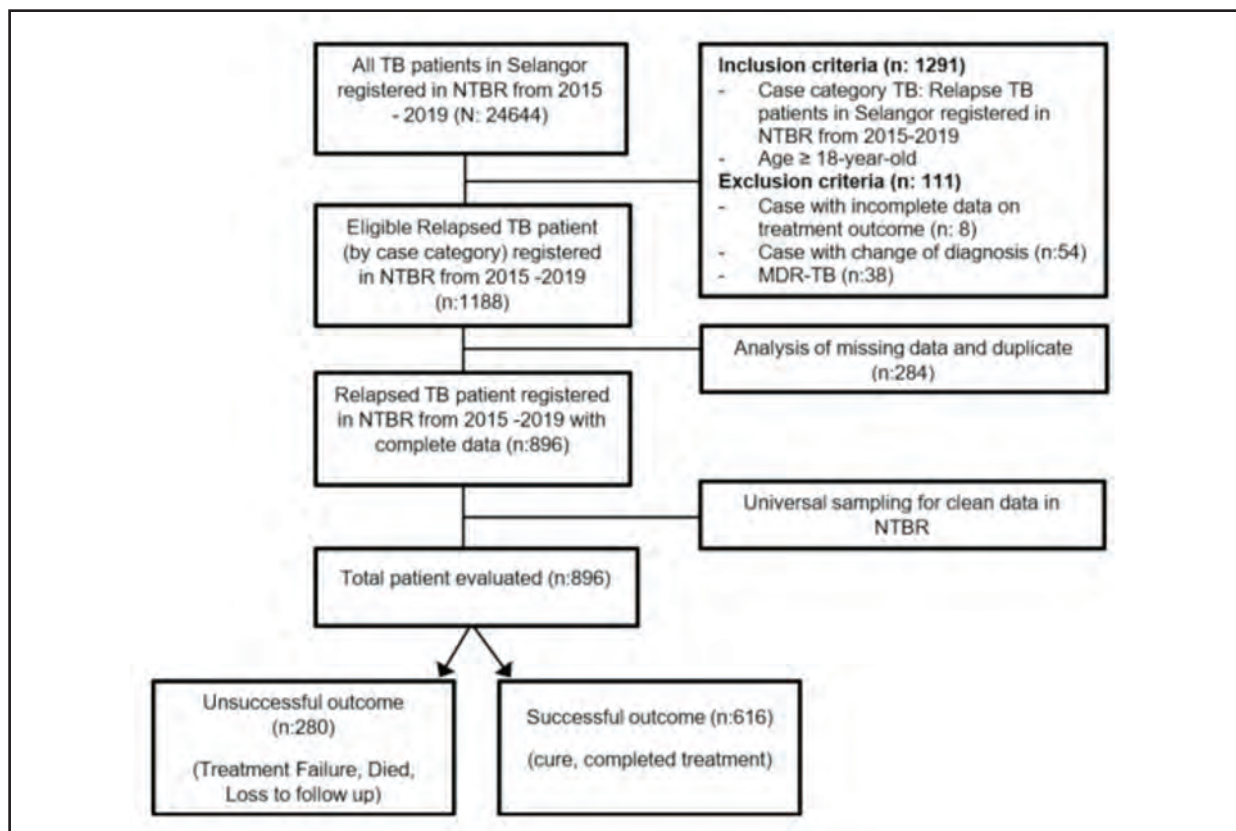 All TB patients in Selangor
registered in NTBR from 2015
- 2019 (N: 24644)
Inclusion criteria (n: 1291)
- Case category TB: Relapse TB
patients in Selangor registered in
NTBR from 2015-2019
- Age ≥ 18-year-old
Exclusion criteria (n: 111)
- Case with incomplete data on
treatment outcome (n: 8)
- Case with change of diagnosis (n:54)
- MDR-TB (n:38)
Eligible Relapsed TB patient
(by case category) registered
in NTBR from 2015 -2019
(n:1188)
Analysis of missing data and duplicate
(n:284)
Relapsed TB patient registered
in NTBR from 2015 -2019 with
complete data (n:896)
Universal sampling for clean data in
NTBR
Total patient evaluated (n:896)
Unsuccessful outcome
(n:280)
(Treatment Failure, Died,
Loss to follow up)
Successful outcome (n:616)
(cure, completed treatment)